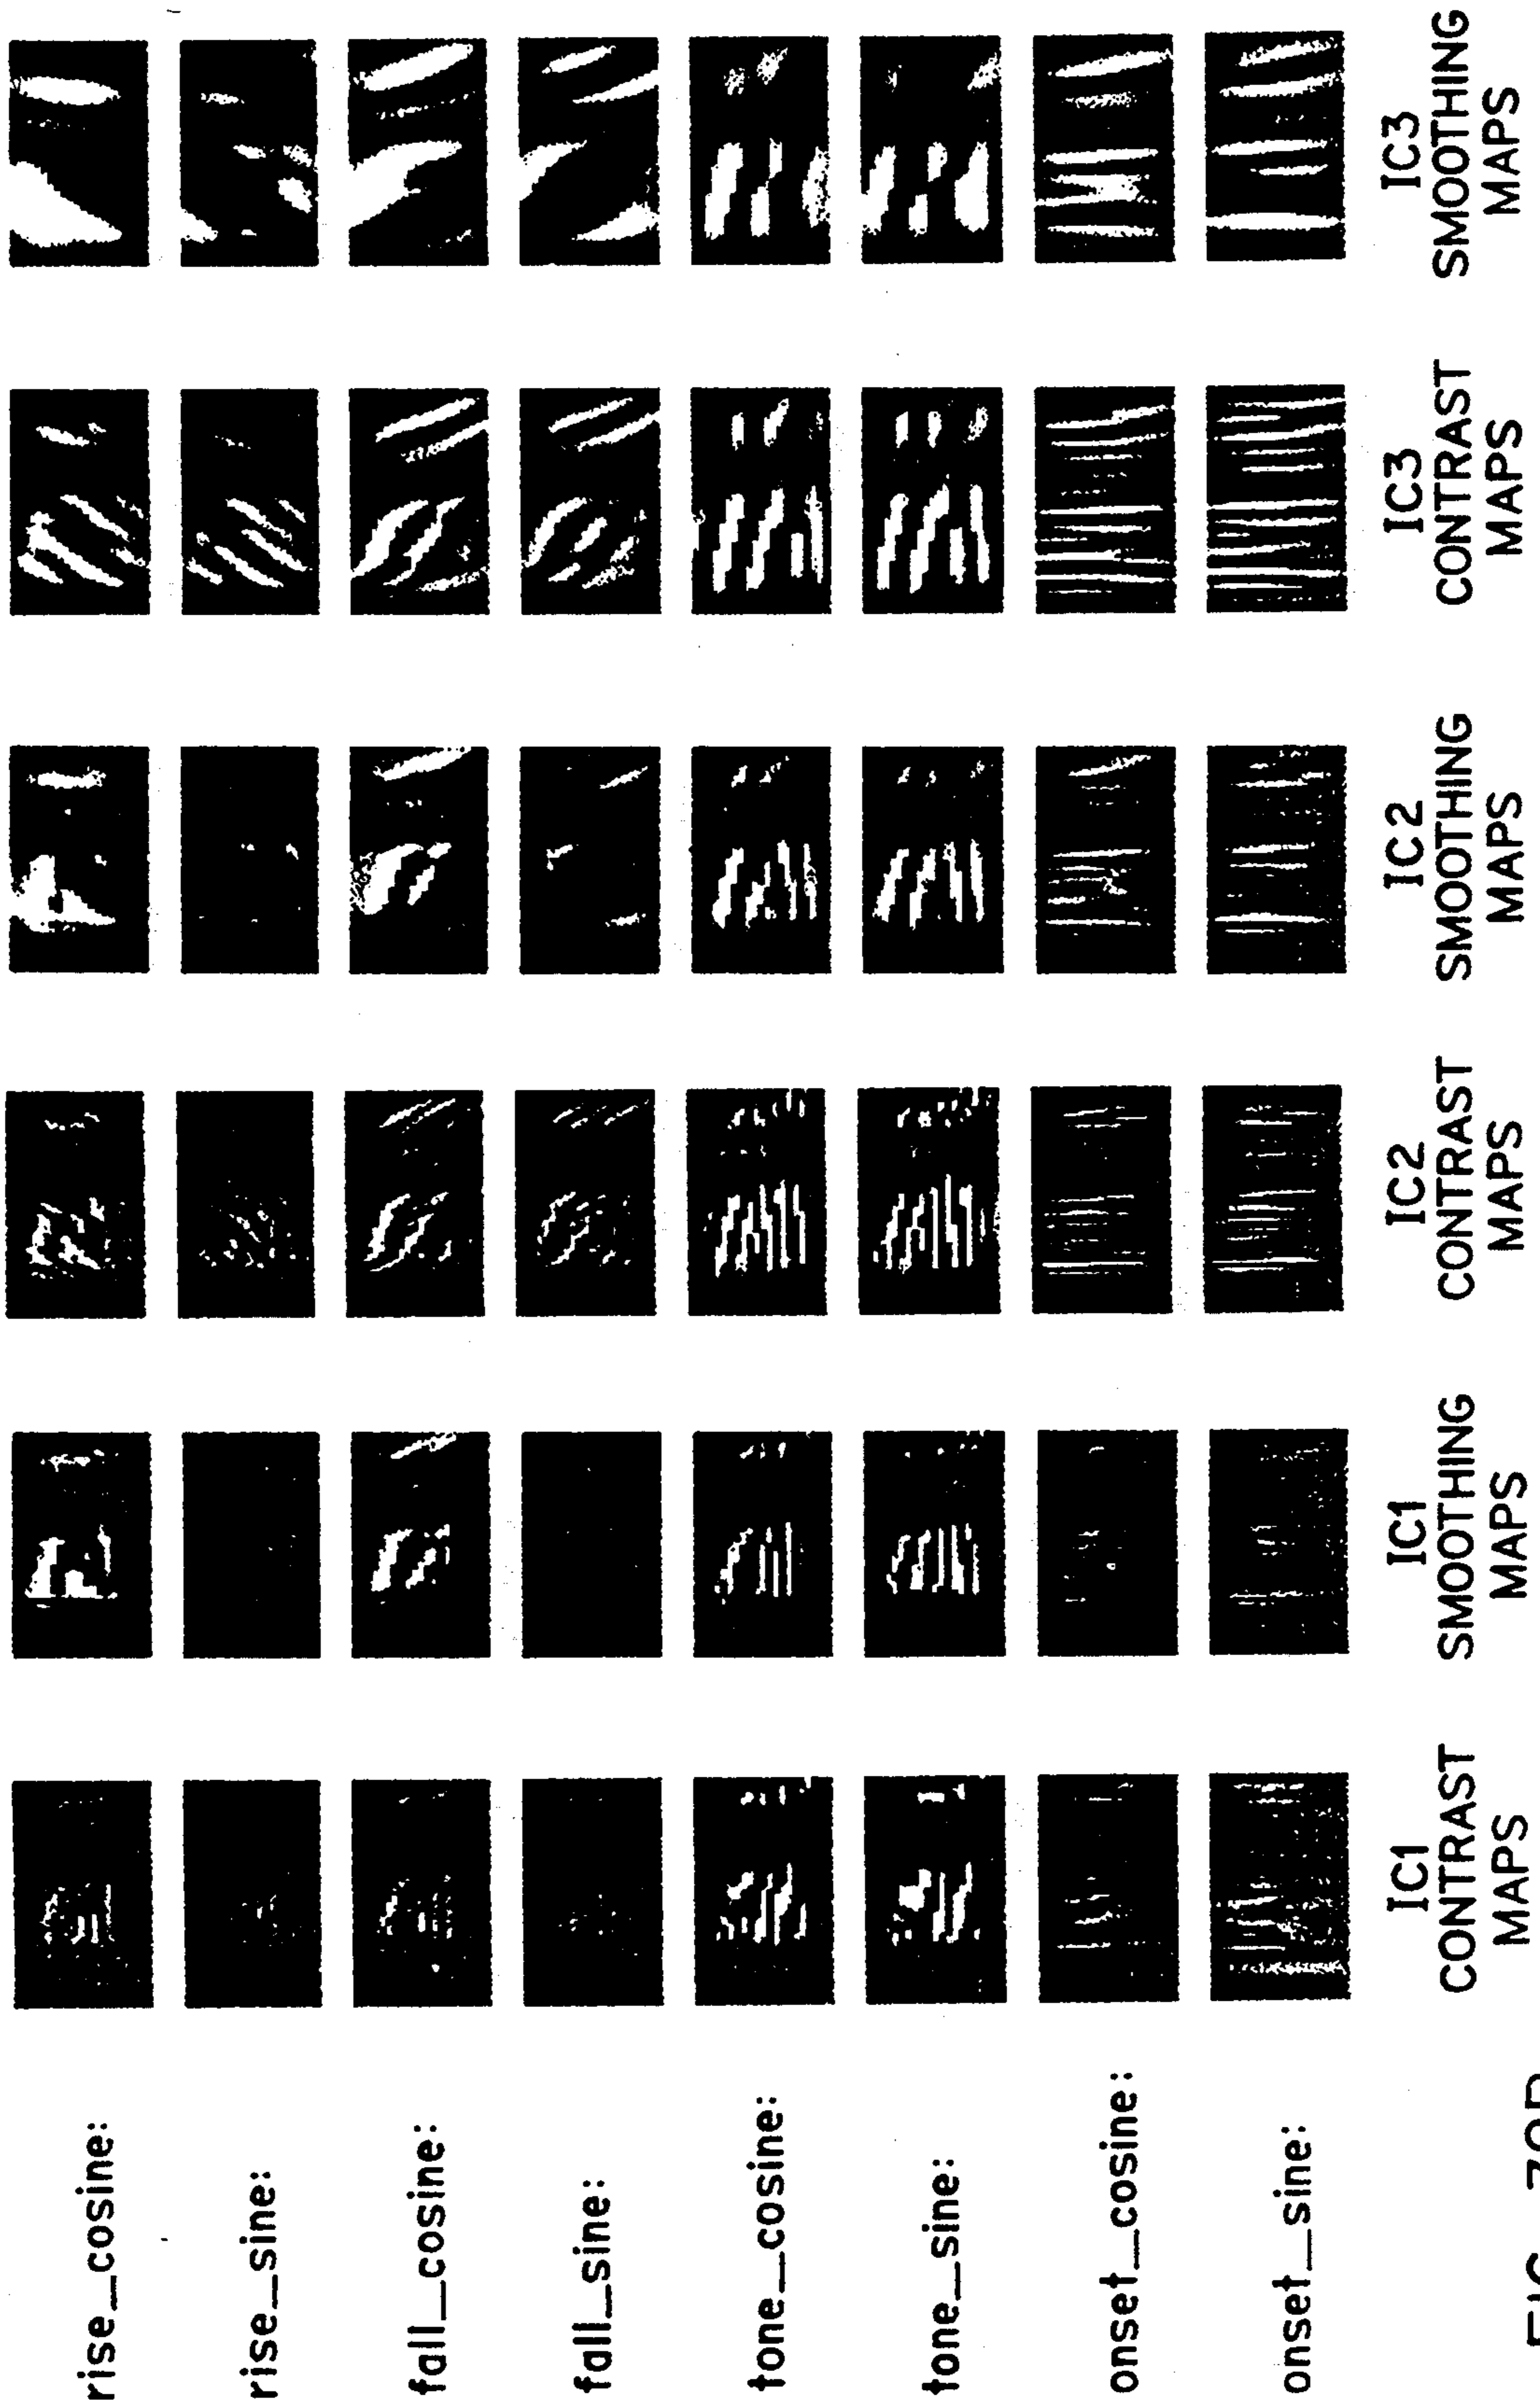 rise_cosine:
rise_sine:
fall_cosine:
fall_sine:
tone_cosine:
tone_sine:
onset_cosine:
onset_sine:
IC1
CONTRAST
MAPS
IC1
SMOOTHING
MAPS
IC2
CONTRAST
MAPS
IC2
SMOOTHING
MAPS
IC3
CONTRAST
MAPS
IC3
SMOOTHING
MAPS